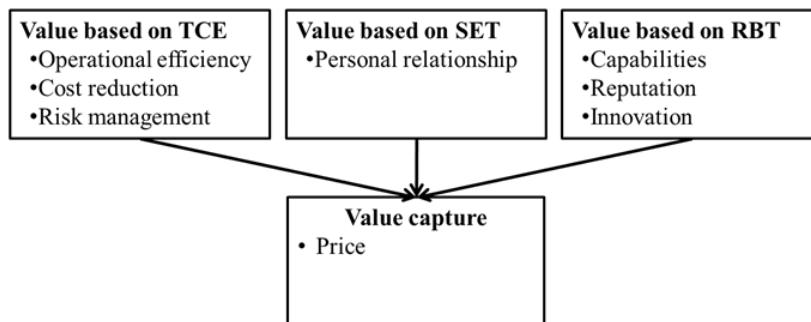 Value based on TCE
•Operational efficiency
•Cost reduction
•Risk management
Value based on SET
•Personal relationship
Value based on RBT
•Capabilities
•Reputation
•Innovation
Value capture
• Price